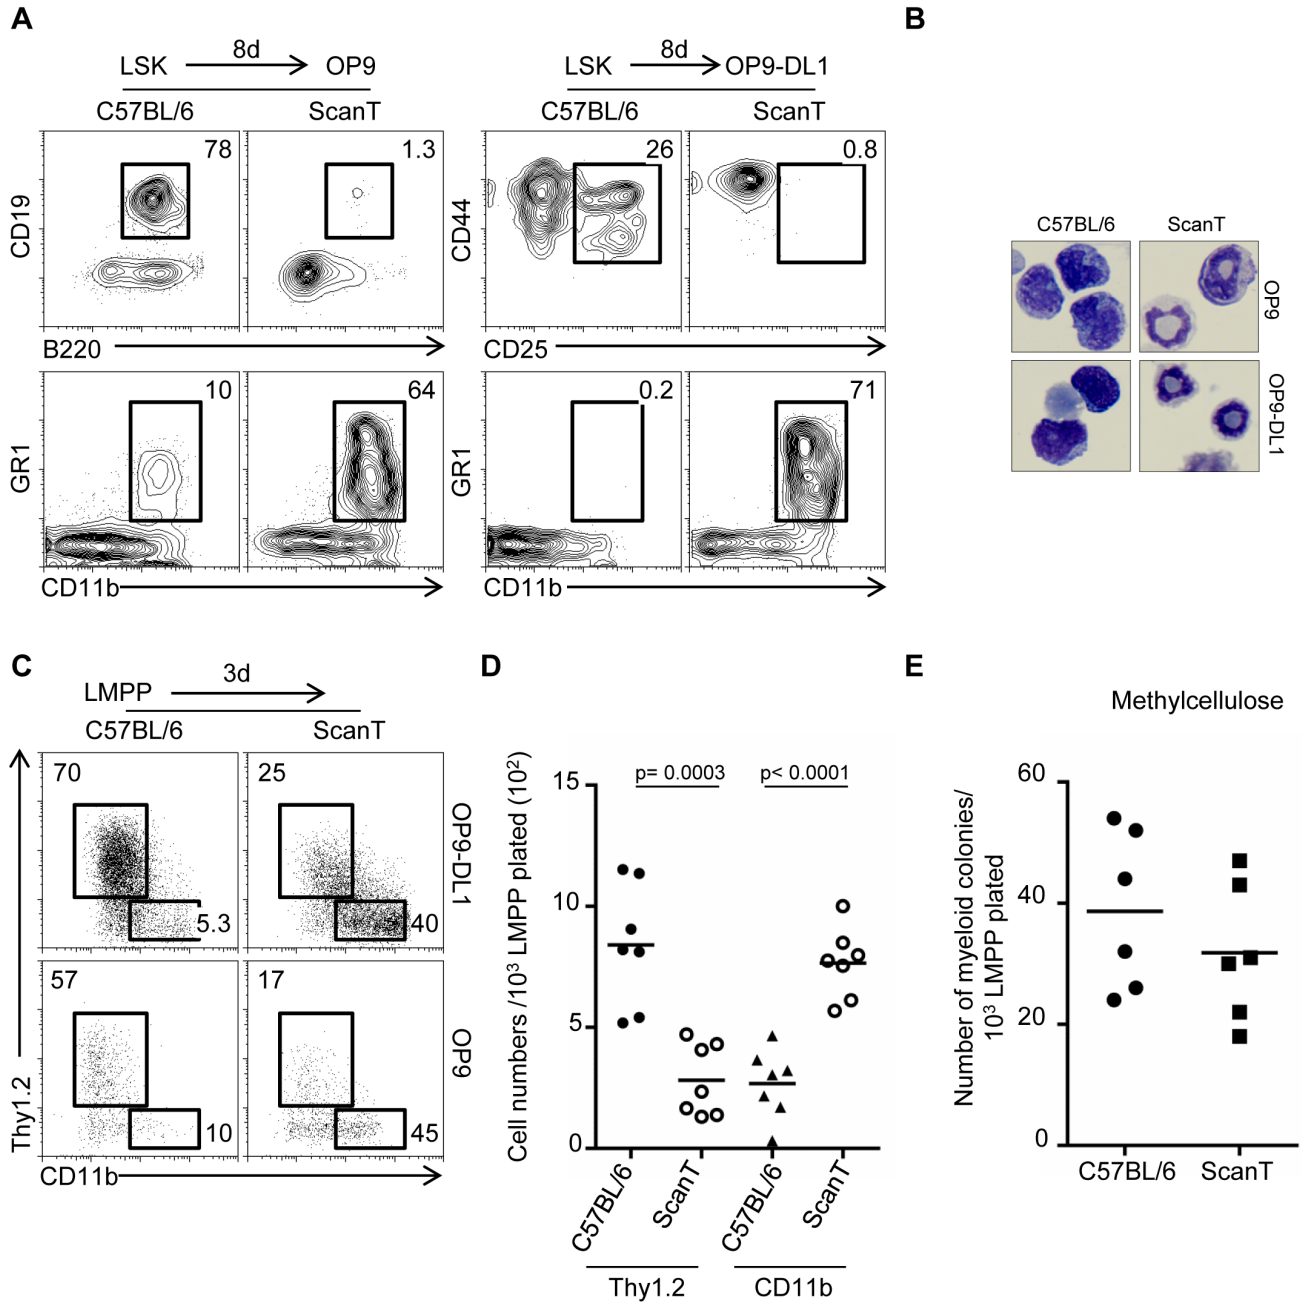 A
8d
LSK OP9
C57BL/6 ScanT
78
1.3
CD19
B220
10
64
GR1
CD11b
8d
LSK OP9-DL1
C57BL/6 ScanT
26
0.8
CD44
CD25
0.2
71
GR1
CD11b
B
C57BL/6 ScanT
OP9
OP9-DL1
C
3d
LMPP
C57BL/6 ScanT
70
5.3
25
40
OP9-DL1
57
10
17
45
OP9
Thy1.2
CD11b
D
Cell numbers /10³ LMPP plated (10²)
p= 0.0003 p< 0.0001
15
10
5
0
C57BL/6
ScanT
C57BL/6
ScanT
Thy1.2 CD11b
E
Methylcellulose
Number of myeloid colonies/
10³ LMPP plated
60
40
20
0
C57BL/6 ScanT